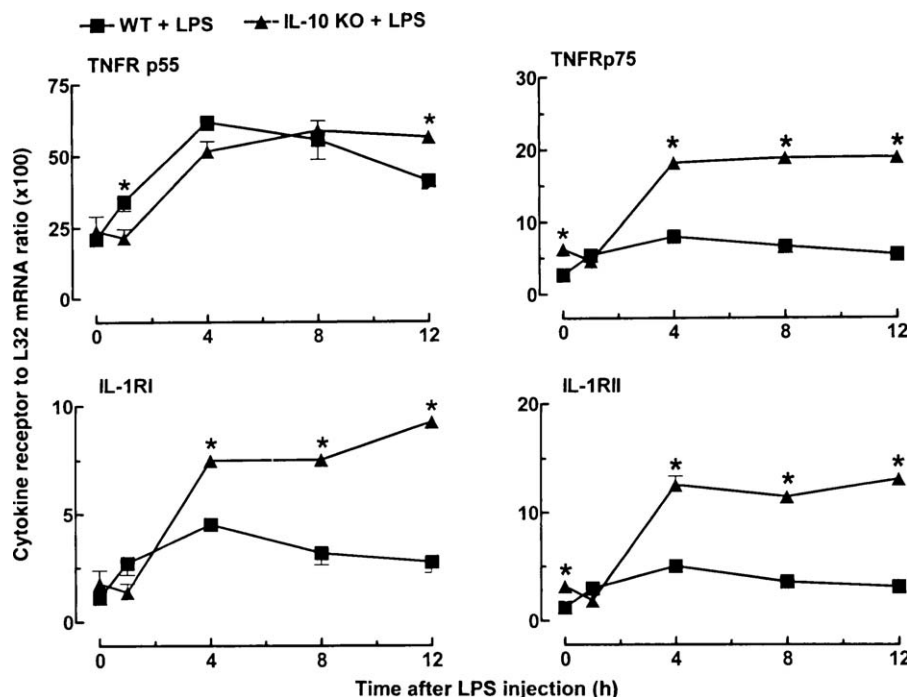 WT + LPS IL-10 KO + LPS
TNFR p55
75
50
25
0
*
*
0 4 8 12
TNFRp75
30
20
10
0
* * * *
0 4 8 12
IL-1RI
10
5
0
* * *
0 4 8 12
IL-1RII
20
10
0
* * * *
0 4 8 12
Cytokine receptor to L32 mRNA ratio (x100)
Time after LPS injection (h)